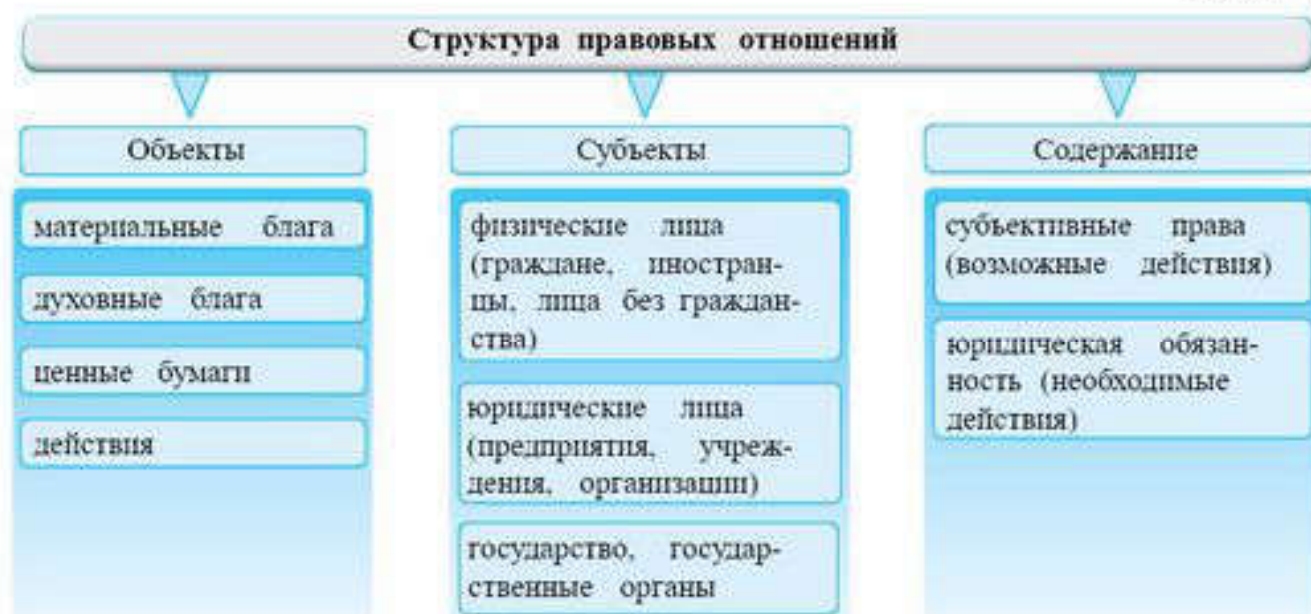 Структура правовых отношений
Объекты
материальные блага
духовные блага
ценные бумаги
действия
Субъекты
физические лица
(граждане, иностран-
цы, лица без граждан-
ства)
юридические лица
(предприятия, учреж-
дения, организации)
государство, государ-
ственные органы
Содержание
субъективные права
(возможные действия)
юридическая обязан-
ность (необходимые
действия)